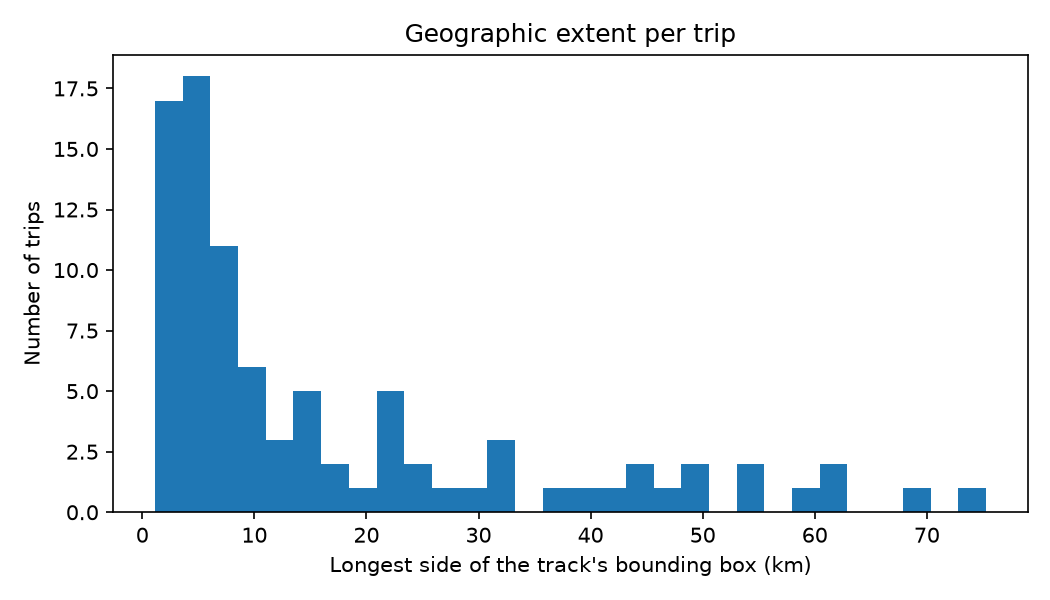 Geographic extent per trip
Number of trips
17.5
15.0
12.5
10.0
7.5
5.0
2.5
0.0
0 10 20 30 40 50 60 70
Longest side of the track's bounding box (km)